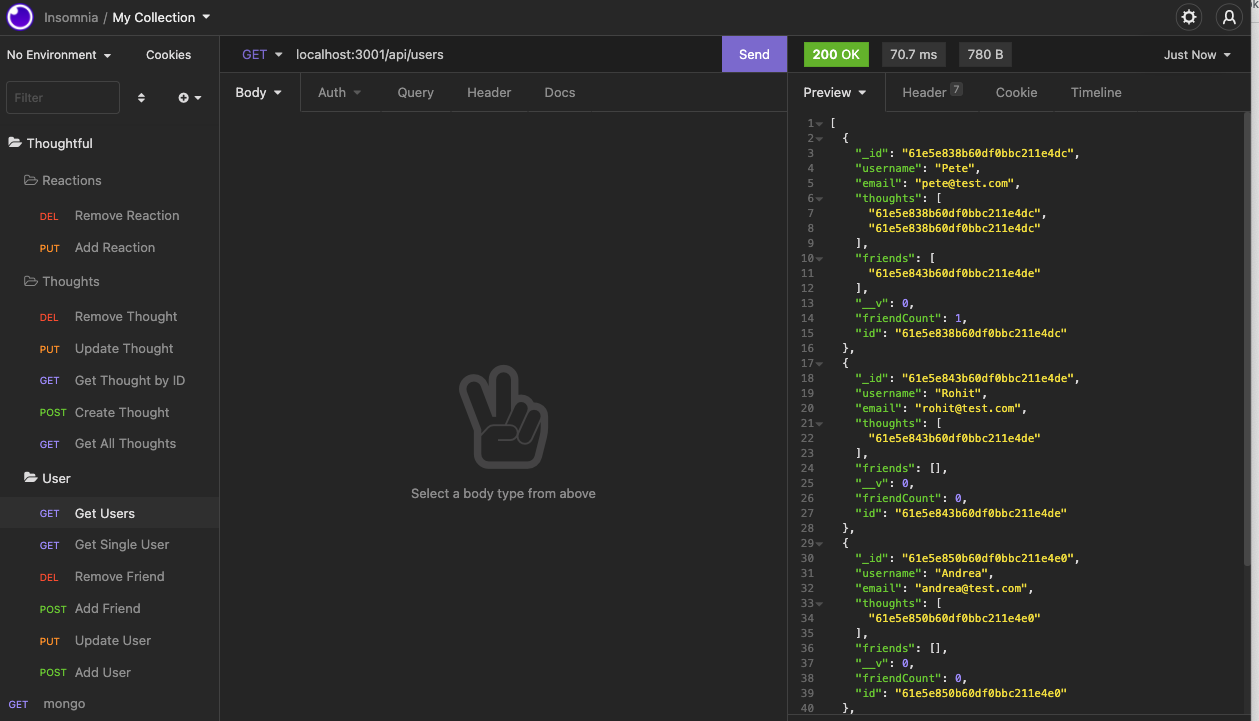 Insomnia / My Collection
No Environment
Cookies
GET
localhost:3001/api/users
Send
200 OK
70.7 ms
780 B
Just Now
Filter
Body
Auth
Query
Header
Docs
Preview
Header 7
Cookie
Timeline
Thoughtful
Reactions
DEL Remove Reaction
PUT Add Reaction
Thoughts
DEL Remove Thought
PUT Update Thought
GET Get Thought by ID
POST Create Thought
GET Get All Thoughts
User
GET Get Users
GET Get Single User
DEL Remove Friend
POST Add Friend
PUT Update User
POST Add User
GET mongo
Select a body type from above
1 [
2 {
3 "_id": "61e5e838b60df0bbc211e4dc",
4 "username": "Pete",
5 "email": "pete@test.com",
6 "thoughts": [
7 "61e5e838b60df0bbc211e4dc",
8 "61e5e838b60df0bbc211e4dc"
9 ],
10 "friends": [
11 "61e5e843b60df0bbc211e4de"
12 ],
13 "__v": 0,
14 "friendCount": 1,
15 "id": "61e5e838b60df0bbc211e4dc"
16 },
17 {
18 "_id": "61e5e843b60df0bbc211e4de",
19 "username": "Rohit",
20 "email": "rohit@test.com",
21 "thoughts": [
22 "61e5e843b60df0bbc211e4de"
23 ],
24 "friends": [],
25 "__v": 0,
26 "friendCount": 0,
27 "id": "61e5e843b60df0bbc211e4de"
28 },
29 {
30 "_id": "61e5e850b60df0bbc211e4e0",
31 "username": "Andrea",
32 "email": "andrea@test.com",
33 "thoughts": [
34 "61e5e850b60df0bbc211e4e0"
35 ],
36 "friends": [],
37 "__v": 0,
38 "friendCount": 0,
39 "id": "61e5e850b60df0bbc211e4e0"
40 },